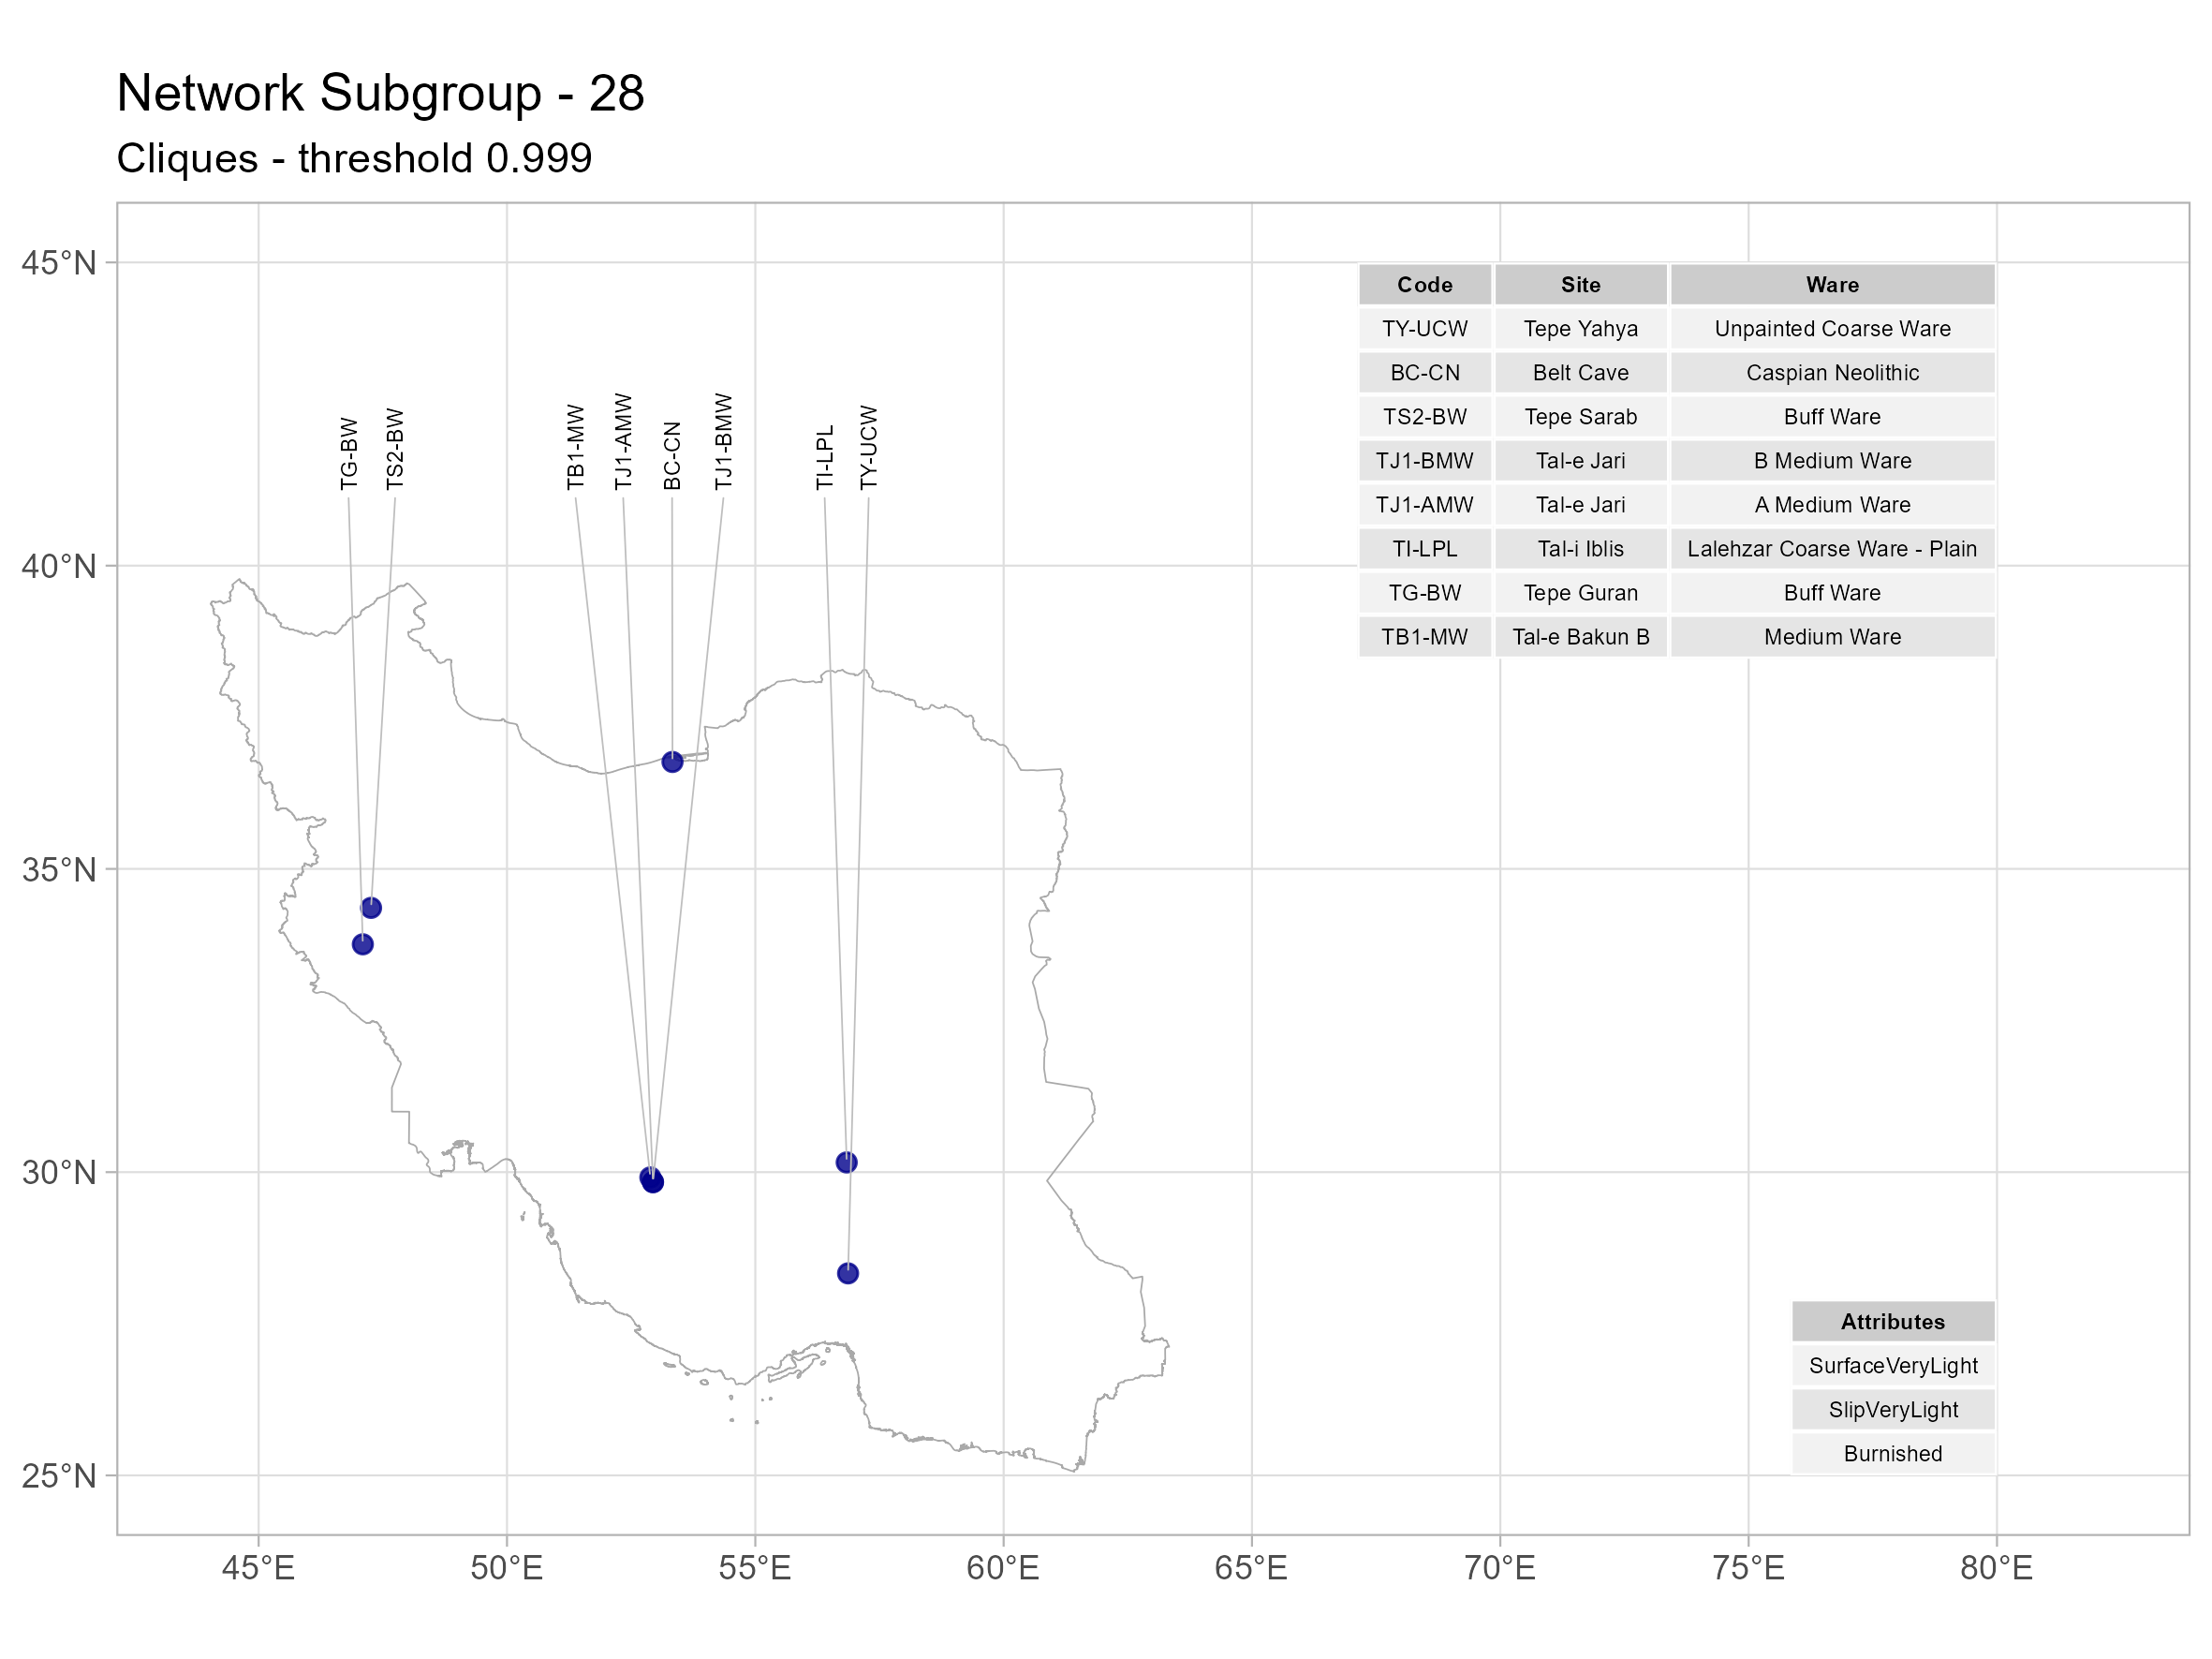 Network Subgroup - 28
Cliques - threshold 0.999
45°N
40°N
35°N
30°N
25°N
TG-BW
TS2-BW
TB1-MW
TJ1-AMW
BC-CN
TJ1-BMW
TI-LPL
TY-UCW
Code Site Ware
TY-UCW Tepe Yahya Unpainted Coarse Ware
BC-CN Belt Cave Caspian Neolithic
TS2-BW Tepe Sarab Buff Ware
TJ1-BMW Tal-e Jari B Medium Ware
TJ1-AMW Tal-e Jari A Medium Ware
TI-LPL Tal-i Iblis Lalehzar Coarse Ware - Plain
TG-BW Tepe Guran Buff Ware
TB1-MW Tal-e Bakun B Medium Ware
Attributes
SurfaceVeryLight
SlipVeryLight
Burnished
45°E 50°E 55°E 60°E 65°E 70°E 75°E 80°E